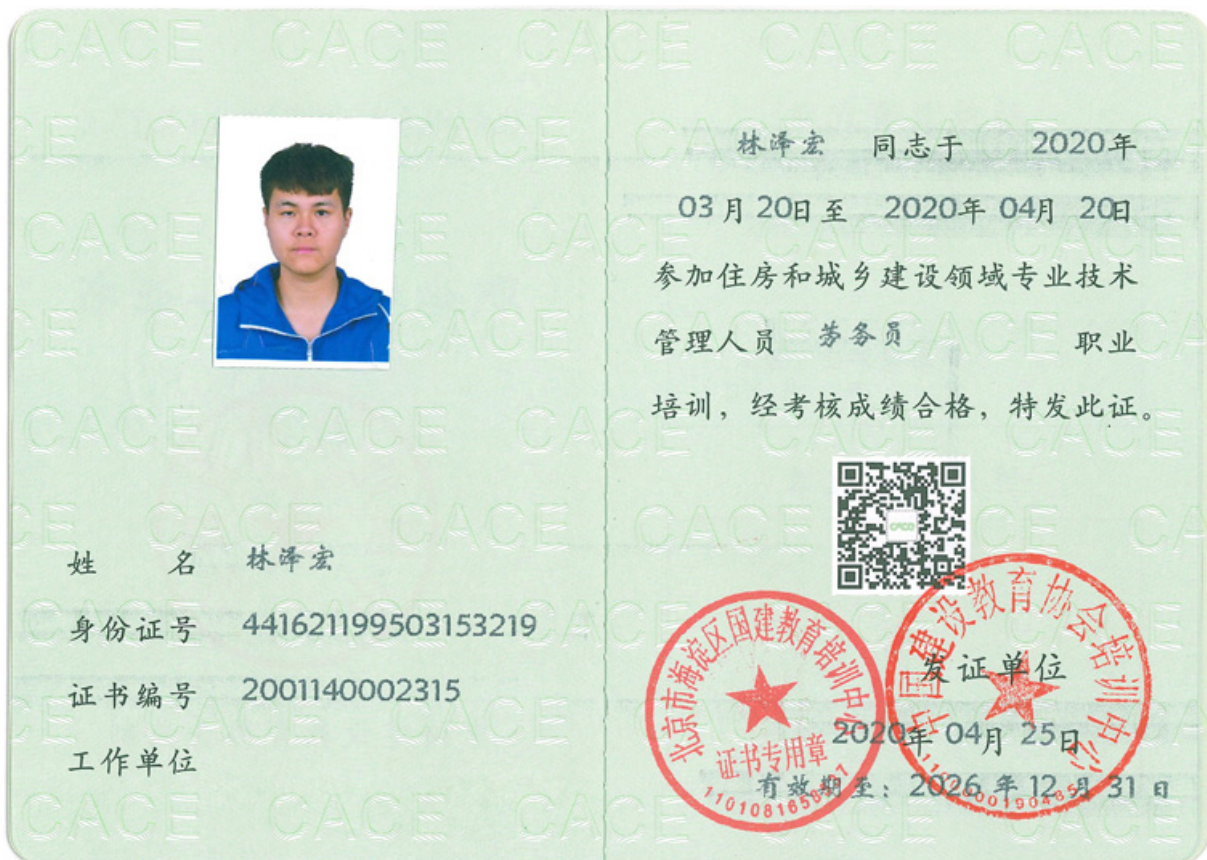 姓 名 林泽宏
身份证号 441621199503153219
证书编号 2001140002315
工作单位
林泽宏 同志于 2020年
03月20日至 2020年04月20日
参加住房和城乡建设领域专业技术
管理人员 劳务员 职业
培训，经考核成绩合格，特发此证。
CACE
北京市海淀区国建教育培训中心
证书专用章
中国建设教育协会培训中心
发证单位
2020年04月25日
有效期至：2026年12月31日